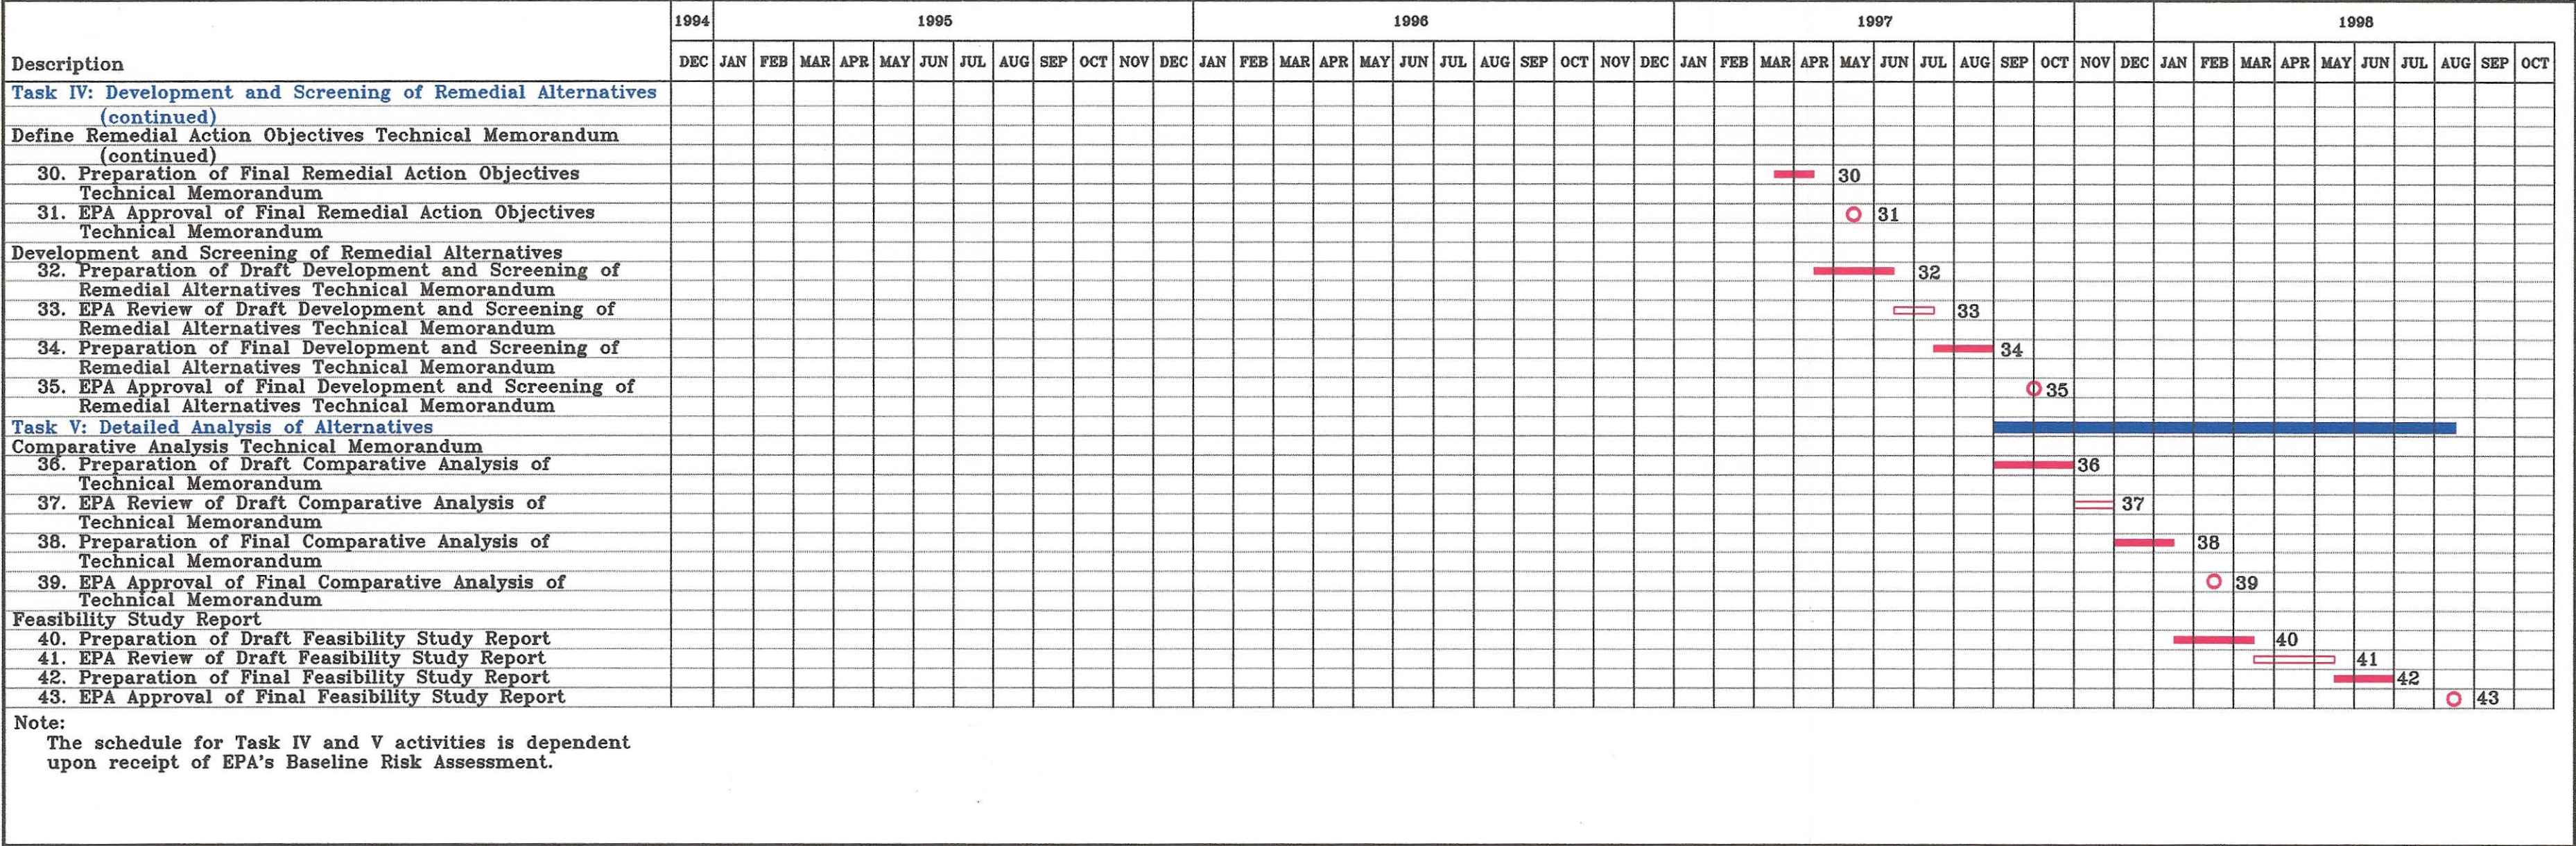 1994 1995 1996 1997 1998
Description DEC JAN FEB MAR APR MAY JUN JUL AUG SEP OCT NOV DEC JAN FEB MAR APR MAY JUN JUL AUG SEP OCT NOV DEC JAN FEB MAR APR MAY JUN JUL AUG SEP OCT NOV DEC JAN FEB MAR APR MAY JUN JUL AUG SEP OCT
Task IV: Development and Screening of Remedial Alternatives
(continued)
Define Remedial Action Objectives Technical Memorandum
(continued)
30. Preparation of Final Remedial Action Objectives 30
Technical Memorandum
31. EPA Approval of Final Remedial Action Objectives 31
Technical Memorandum
Development and Screening of Remedial Alternatives
32. Preparation of Draft Development and Screening of 32
Remedial Alternatives Technical Memorandum
33. EPA Review of Draft Development and Screening of 33
Remedial Alternatives Technical Memorandum
34. Preparation of Final Development and Screening of 34
Remedial Alternatives Technical Memorandum
35. EPA Approval of Final Development and Screening of 35
Remedial Alternatives Technical Memorandum
Task V: Detailed Analysis of Alternatives
Comparative Analysis Technical Memorandum
36. Preparation of Draft Comparative Analysis of 36
Technical Memorandum
37. EPA Review of Draft Comparative Analysis of 37
Technical Memorandum
38. Preparation of Final Comparative Analysis of 38
Technical Memorandum
39. EPA Approval of Final Comparative Analysis of 39
Technical Memorandum
Feasibility Study Report
40. Preparation of Draft Feasibility Study Report 40
41. EPA Review of Draft Feasibility Study Report 41
42. Preparation of Final Feasibility Study Report 42
43. EPA Approval of Final Feasibility Study Report 43
Note:
The schedule for Task IV and V activities is dependent
upon receipt of EPA's Baseline Risk Assessment.